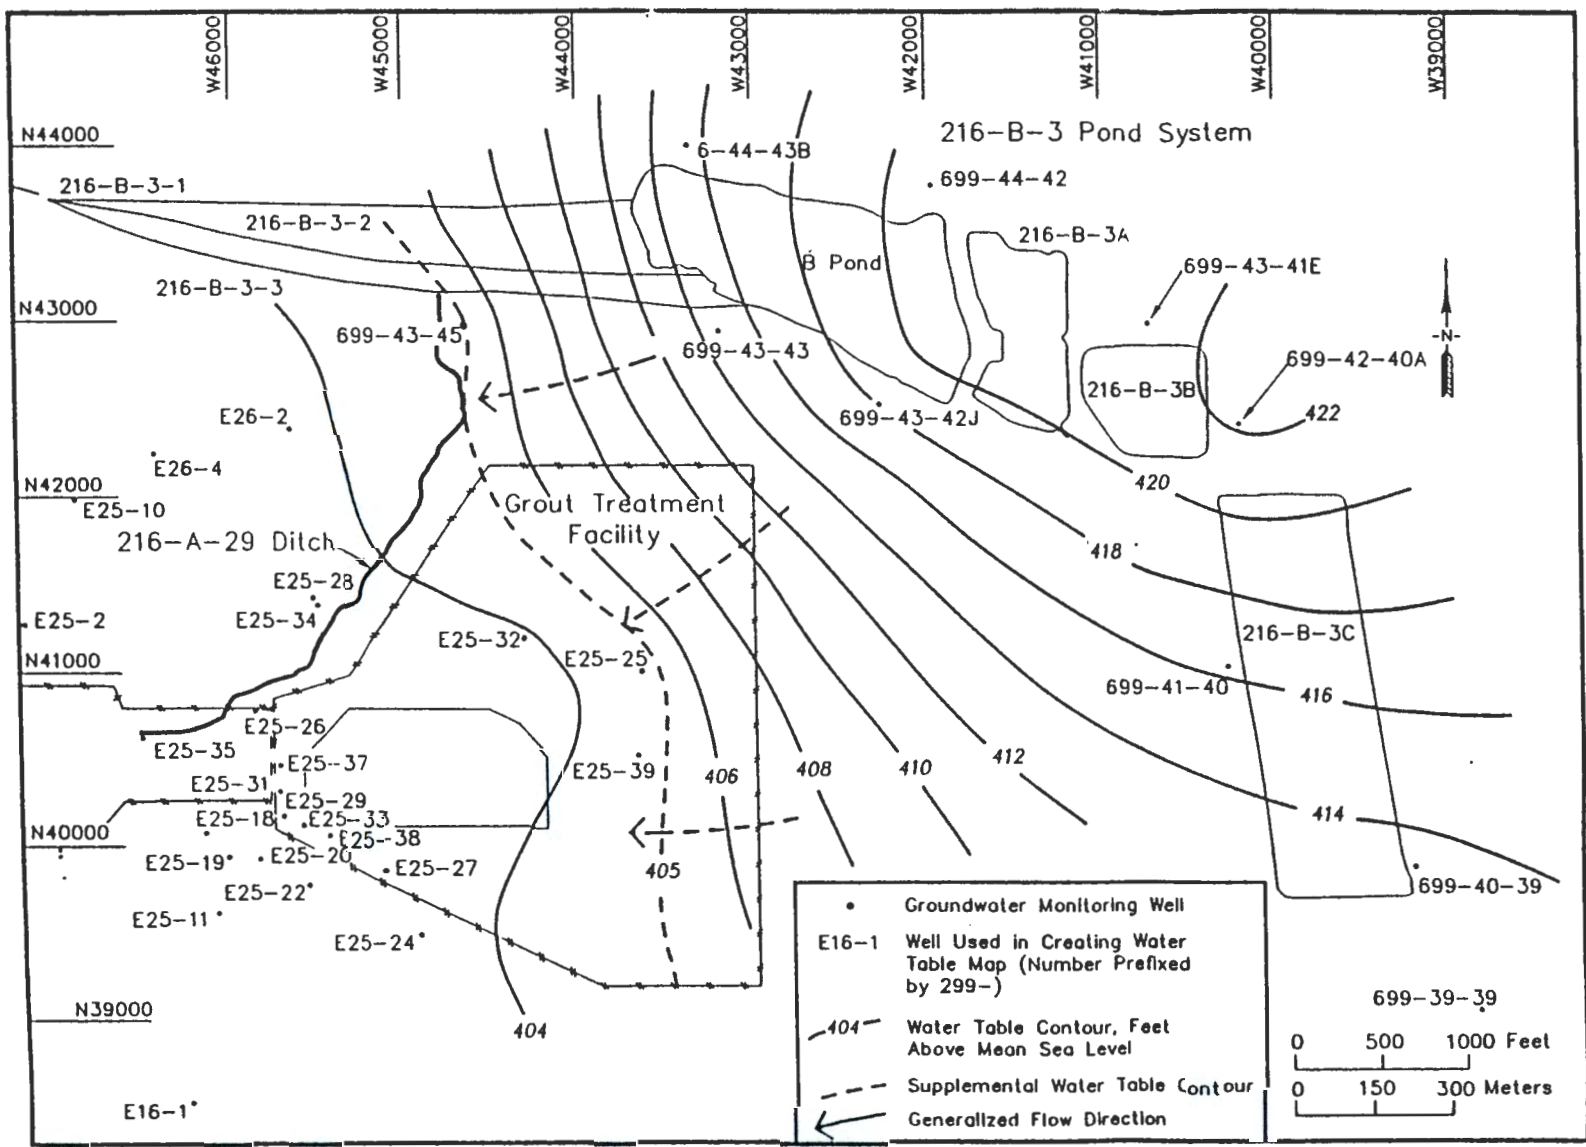 W46000
W45000
W44000
W43000
W42000
W41000
W40000
W39000
N44000
216-B-3 Pond System
6-44-43B
699-44-42
216-B-3-1
216-B-3-2
216-B-3A
B Pond
699-43-41E
216-B-3-3
N43000
699-43-45
699-43-43
-N-
699-42-40A
216-B-3B
E26-2
699-43-42J
422
E26-4
420
N42000
E25-10
Grout Treatment
Facility
216-A-29 Ditch
418
E25-28
E25-34
E25-2
E25-32
E25-25
216-B-3C
N41000
699-41-40
416
E25-26
E25-35
E25-37
E25-31
E25-39
406
408
410
412
E25-29
E25-18
E25-33
414
N40000
E25-38
E25-19
E25-20
E25-27
405
E25-22
699-40-39
E25-11
E25-24
N39000
404
E16-1
699-39-39
Groundwater Monitoring Well
E16-1 Well Used in Creating Water
Table Map (Number Prefixed
by 299-)
404 Water Table Contour, Feet
Above Mean Sea Level
Supplemental Water Table Contour
Generalized Flow Direction
0 500 1000 Feet
0 150 300 Meters